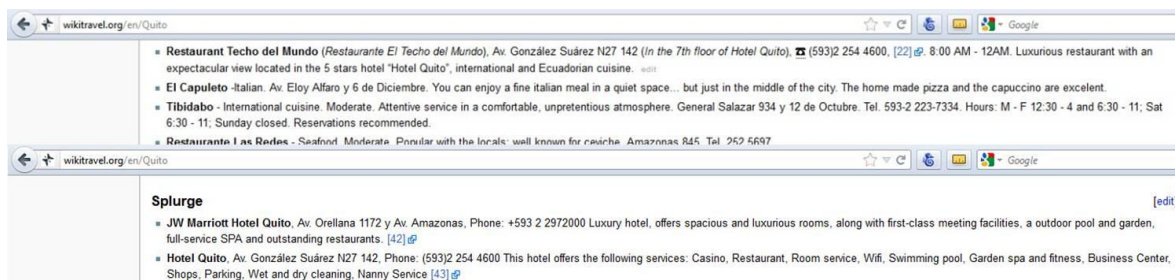 wikitravel.org/en/Quito
Google
Restaurant Techo del Mundo (Restaurante El Techo del Mundo), Av. González Suárez N27 142 (In the 7th floor of Hotel Quito), ☎ (593)2 254 4600, [22]. 8:00 AM - 12AM. Luxurious restaurant with an
expectacular view located in the 5 stars hotel "Hotel Quito", international and Ecuadorian cuisine. edit
El Capuleto -Italian. Av. Eloy Alfaro y 6 de Diciembre. You can enjoy a fine italian meal in a quiet space... but just in the middle of the city. The home made pizza and the capuccino are excelent.
Tibidabo - International cuisine. Moderate. Attentive service in a comfortable, unpretentious atmosphere. General Salazar 934 y 12 de Octubre. Tel. 593-2 223-7334. Hours: M - F 12:30 - 4 and 6:30 - 11; Sat
6:30 - 11; Sunday closed. Reservations recommended.
Restaurante Las Redes - Seafood. Moderate. Popular with the locals; well known for ceviche. Amazonas 845. Tel. 252 5697
wikitravel.org/en/Quito
Google
Splurge
[edit
JW Marriott Hotel Quito, Av. Orellana 1172 y Av. Amazonas, Phone: +593 2 2972000 Luxury hotel, offers spacious and luxurious rooms, along with first-class meeting facilities, a outdoor pool and garden,
full-service SPA and outstanding restaurants. [42]
Hotel Quito, Av. González Suárez N27 142, Phone: (593)2 254 4600 This hotel offers the following services: Casino, Restaurant, Room service, Wifi, Swimming pool, Garden spa and fitness, Business Center,
Shops, Parking, Wet and dry cleaning, Nanny Service [43]